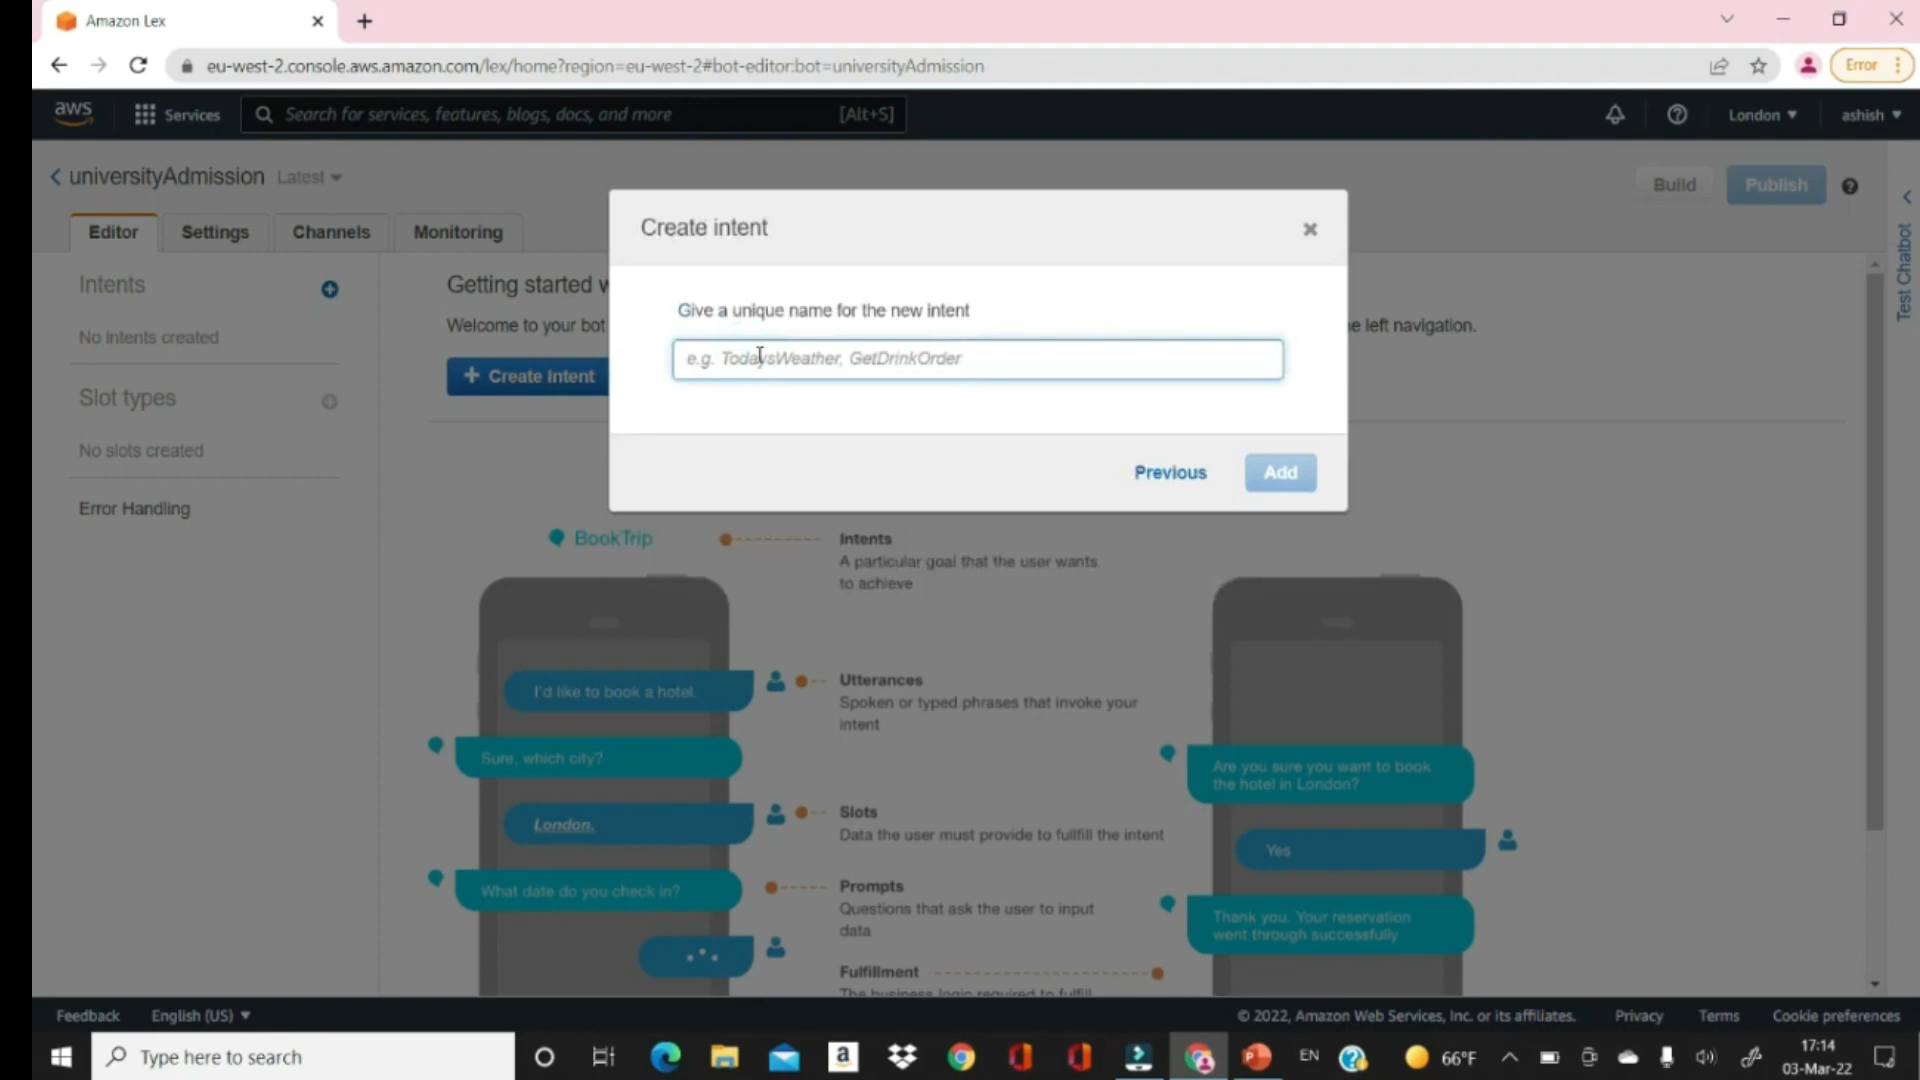 Amazon Lex
eu-west-2.console.aws.amazon.com/lex/home?region=eu-west-2#bot-editor:bot=universityAdmission
Error
aws
Services
Search for services, features, blogs, docs, and more
[Alt+S]
London
ashish
universityAdmission
Latest
Build
Publish
Editor
Settings
Channels
Monitoring
Test Chatbot
Create intent
Intents
Getting started w
Give a unique name for the new intent
No intents created
Welcome to your bot
e left navigation.
e.g. TodaysWeather, GetDrinkOrder
Create Intent
Slot types
No slots created
Previous
Add
Error Handling
BookTrip
Intents
A particular goal that the user wants
to achieve
I'd like to book a hotel.
Utterances
Spoken or typed phrases that invoke your
intent
Sure, which city?
Are you sure you want to book
the hotel in London?
London.
Slots
Data the user must provide to fullfill the intent
Yes
What date do you check in?
Prompts
Questions that ask the user to input
data
Thank you. Your reservation
went through successfully
Fulfillment
The business logic required to fulfill
Feedback
English (US)
© 2022, Amazon Web Services, Inc. or its affiliates.
Privacy
Terms
Cookie preferences
Type here to search
EN
66°F
17:14
03-Mar-22